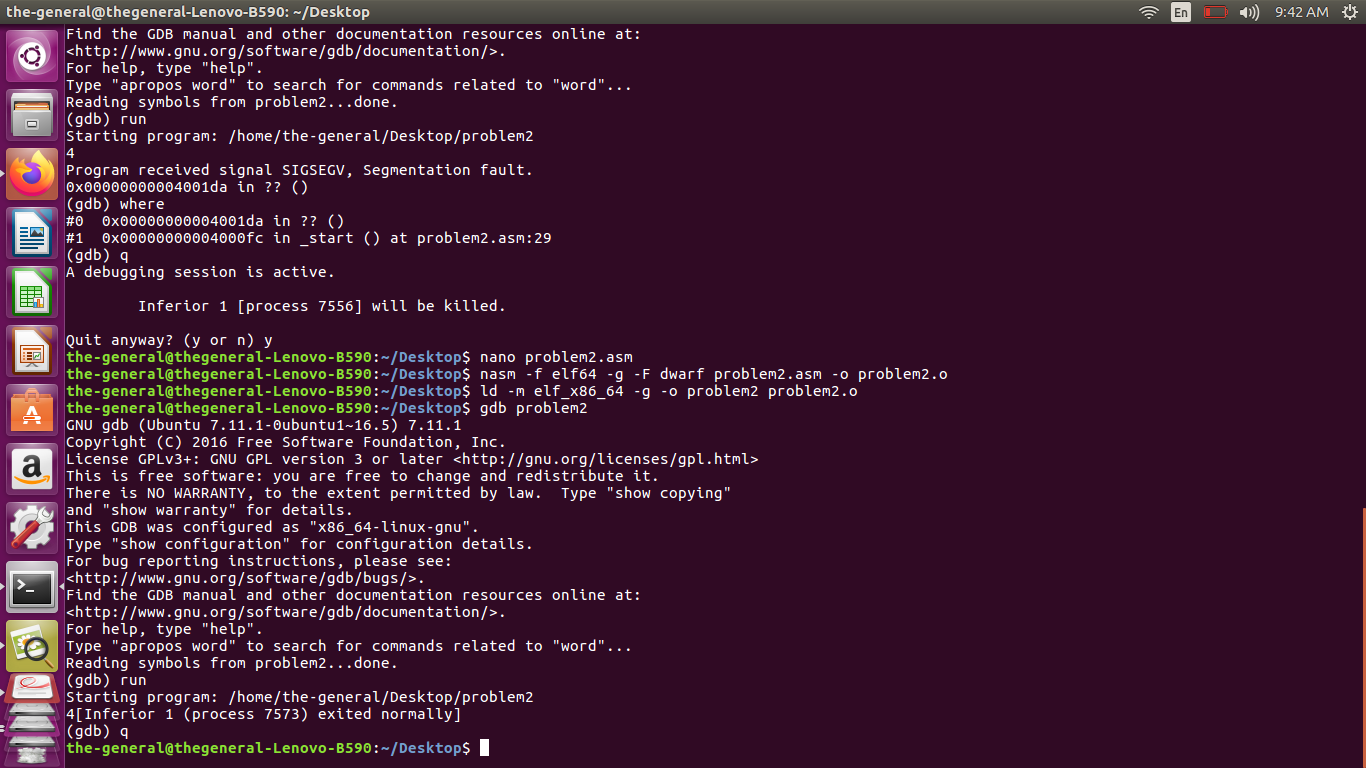 the-general@thegeneral-Lenovo-B590: ~/Desktop
En
9:42 AM
Find the GDB manual and other documentation resources online at:
<http://www.gnu.org/software/gdb/documentation/>.
For help, type "help".
Type "apropos word" to search for commands related to "word"...
Reading symbols from problem2...done.
(gdb) run
Starting program: /home/the-general/Desktop/problem2
4
Program received signal SIGSEGV, Segmentation fault.
0x00000000004001da in ?? ()
(gdb) where
#0  0x00000000004001da in ?? ()
#1  0x00000000004000fc in _start () at problem2.asm:29
(gdb) q
A debugging session is active.
        Inferior 1 [process 7556] will be killed.
Quit anyway? (y or n) y
the-general@thegeneral-Lenovo-B590:~/Desktop$ nano problem2.asm
the-general@thegeneral-Lenovo-B590:~/Desktop$ nasm -f elf64 -g -F dwarf problem2.asm -o problem2.o
the-general@thegeneral-Lenovo-B590:~/Desktop$ ld -m elf_x86_64 -g -o problem2 problem2.o
the-general@thegeneral-Lenovo-B590:~/Desktop$ gdb problem2
GNU gdb (Ubuntu 7.11.1-0ubuntu1~16.5) 7.11.1
Copyright (C) 2016 Free Software Foundation, Inc.
License GPLv3+: GNU GPL version 3 or later <http://gnu.org/licenses/gpl.html>
This is free software: you are free to change and redistribute it.
There is NO WARRANTY, to the extent permitted by law.  Type "show copying"
and "show warranty" for details.
This GDB was configured as "x86_64-linux-gnu".
Type "show configuration" for configuration details.
For bug reporting instructions, please see:
<http://www.gnu.org/software/gdb/bugs/>.
Find the GDB manual and other documentation resources online at:
<http://www.gnu.org/software/gdb/documentation/>.
For help, type "help".
Type "apropos word" to search for commands related to "word"...
Reading symbols from problem2...done.
(gdb) run
Starting program: /home/the-general/Desktop/problem2
4[Inferior 1 (process 7573) exited normally]
(gdb) q
the-general@thegeneral-Lenovo-B590:~/Desktop$